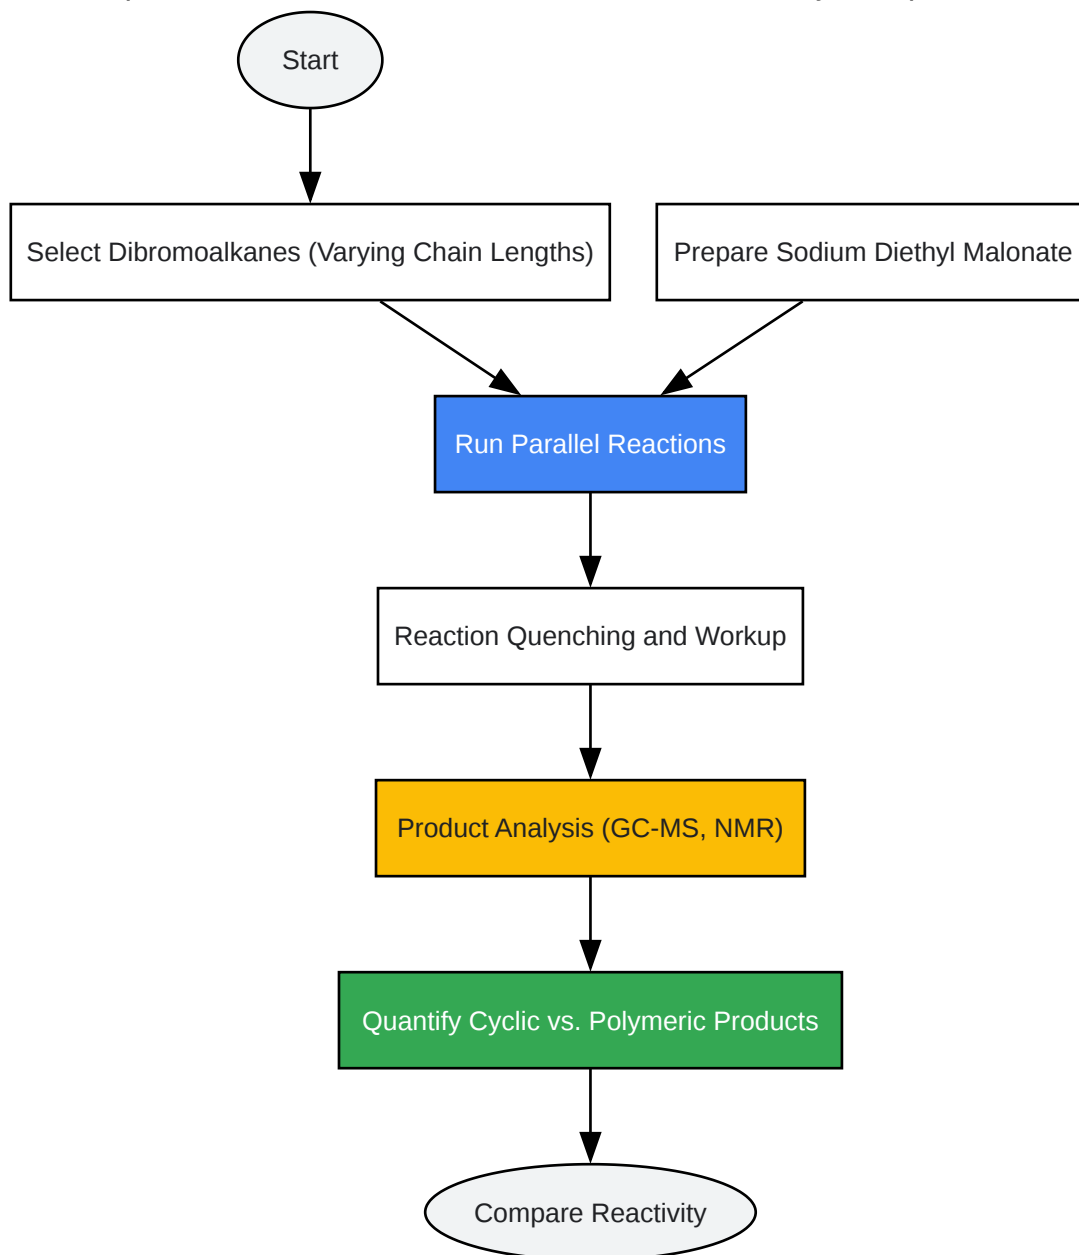 Start
Select Dibromoalkanes (Varying Chain Lengths)
Prepare Sodium Diethyl Malonate
Run Parallel Reactions
Reaction Quenching and Workup
Product Analysis (GC-MS, NMR)
Quantify Cyclic vs. Polymeric Products
Compare Reactivity